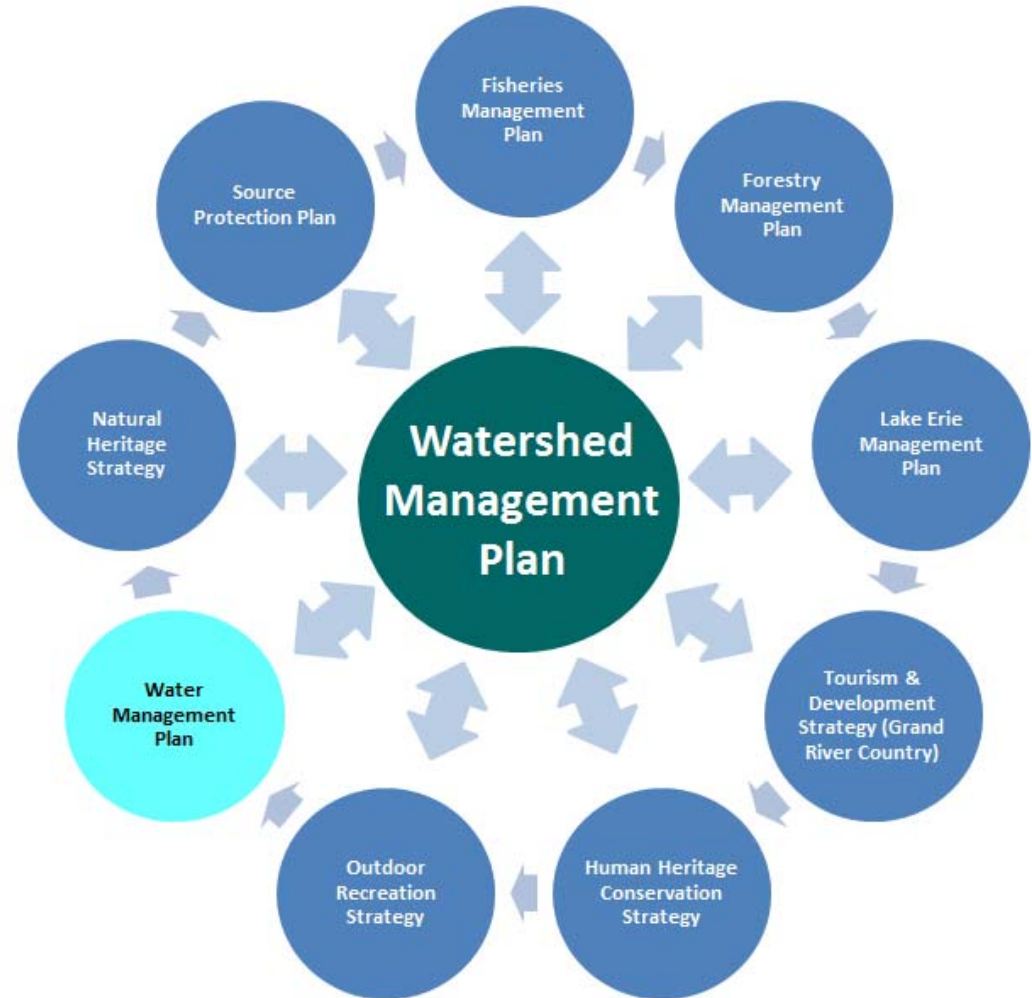 Fisheries
Management
Plan
Forestry
Management
Plan
Lake Erie
Management
Plan
Tourism &
Development
Strategy (Grand
River Country)
Human Heritage
Conservation
Strategy
Outdoor
Recreation
Strategy
Water
Management
Plan
Natural
Heritage
Strategy
Source
Protection Plan
Watershed
Management
Plan